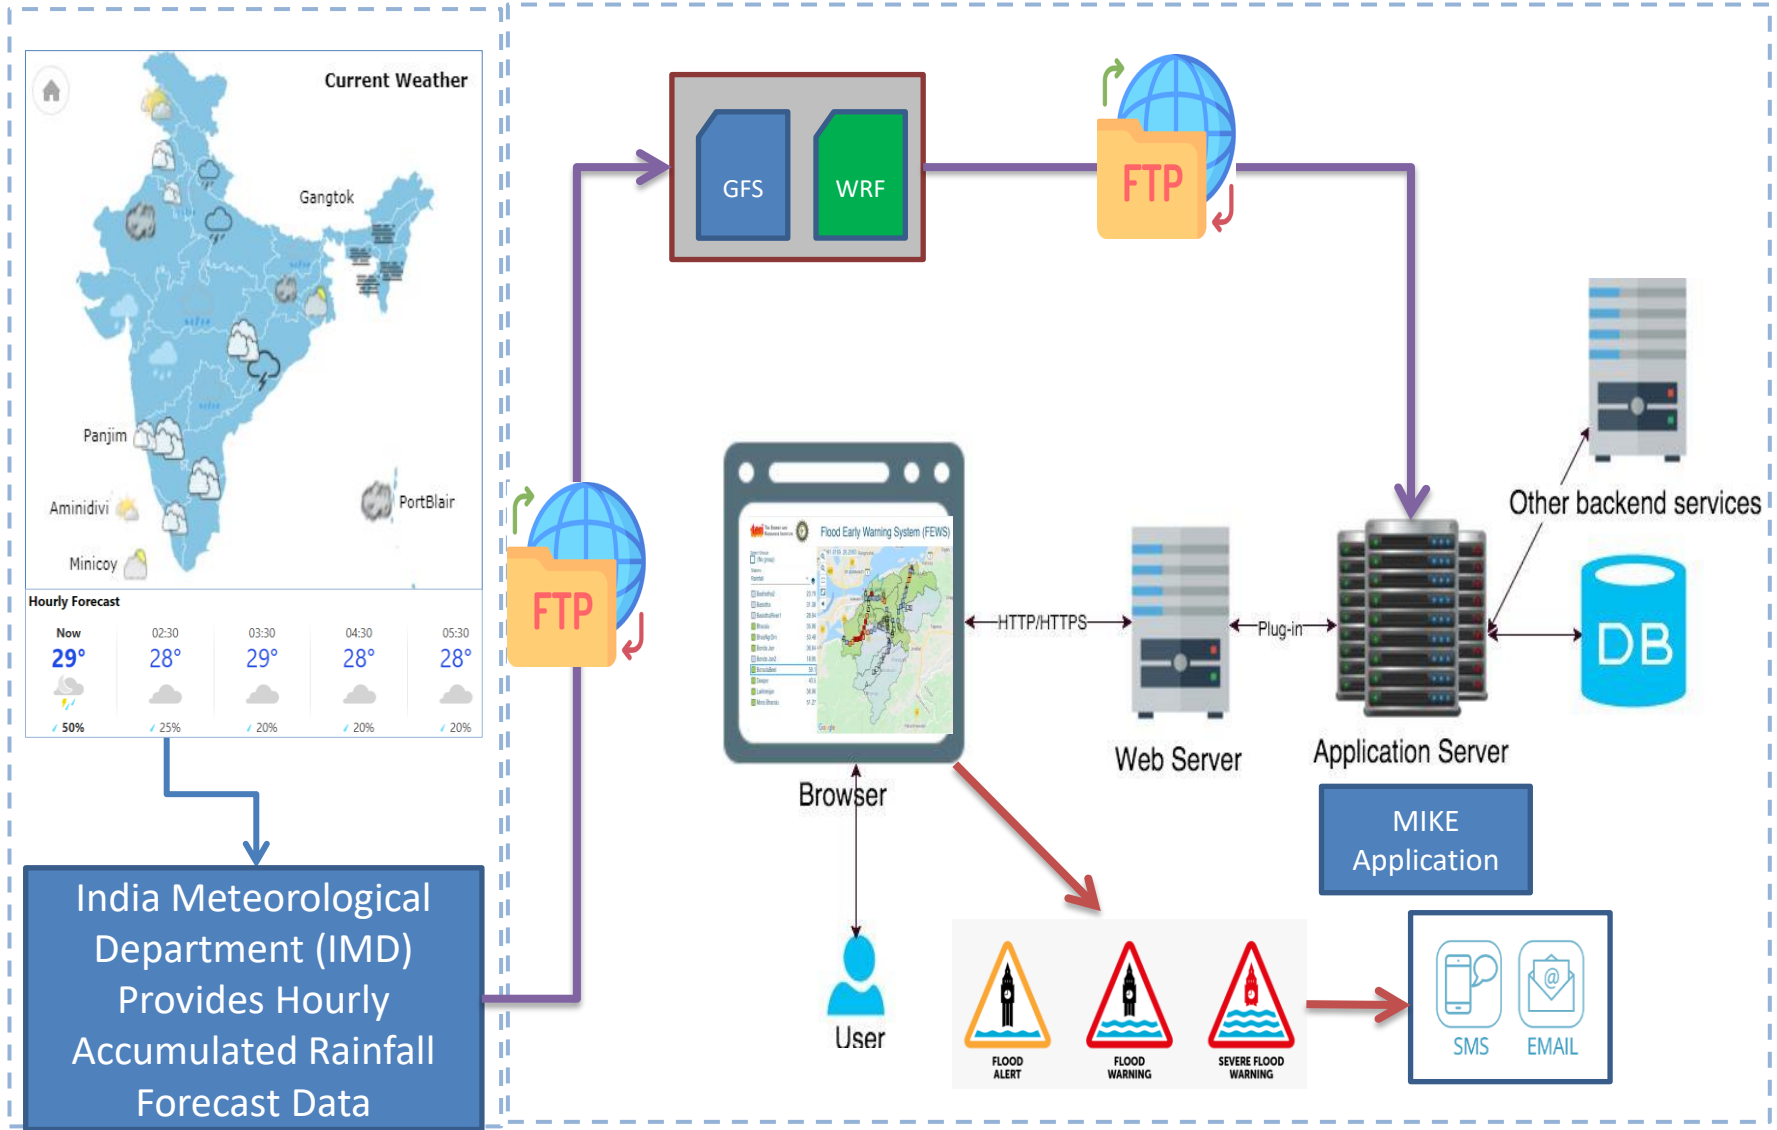 Current Weather
Gangtok
Panjim
Aminidivi
PortBlair
Minicoy
Hourly Forecast
Now 02:30 03:30 04:30 05:30
29° 28° 29° 28° 28°
50% 25% 20% 20% 20%
India Meteorological
Department (IMD)
Provides Hourly
Accumulated Rainfall
Forecast Data
FTP
GFS
WRF
FTP
Flood Early Warning System (FEWS)
Rainfall
Google
Browser
User
HTTP/HTTPS
Web Server
Plug-in
Application Server
MIKE
Application
Other backend services
DB
FLOOD
ALERT
FLOOD
WARNING
SEVERE FLOOD
WARNING
@
SMS
EMAIL